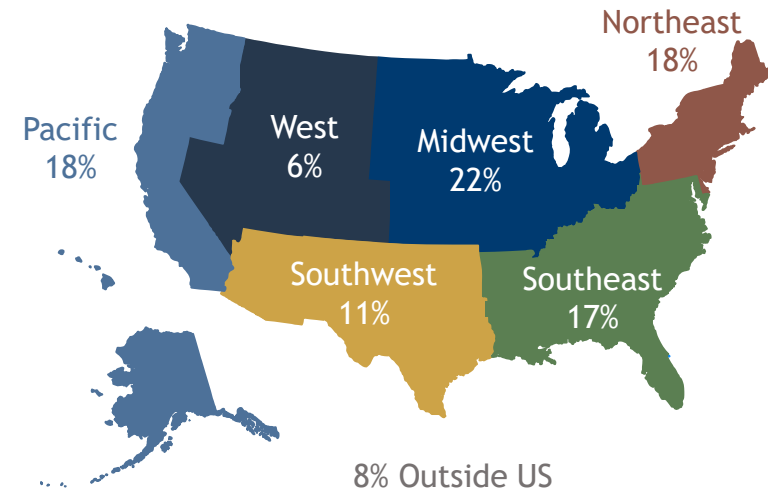 Northeast
18%
Pacific
18%
West
6%
Midwest
22%
Southwest
11%
Southeast
17%
8% Outside US